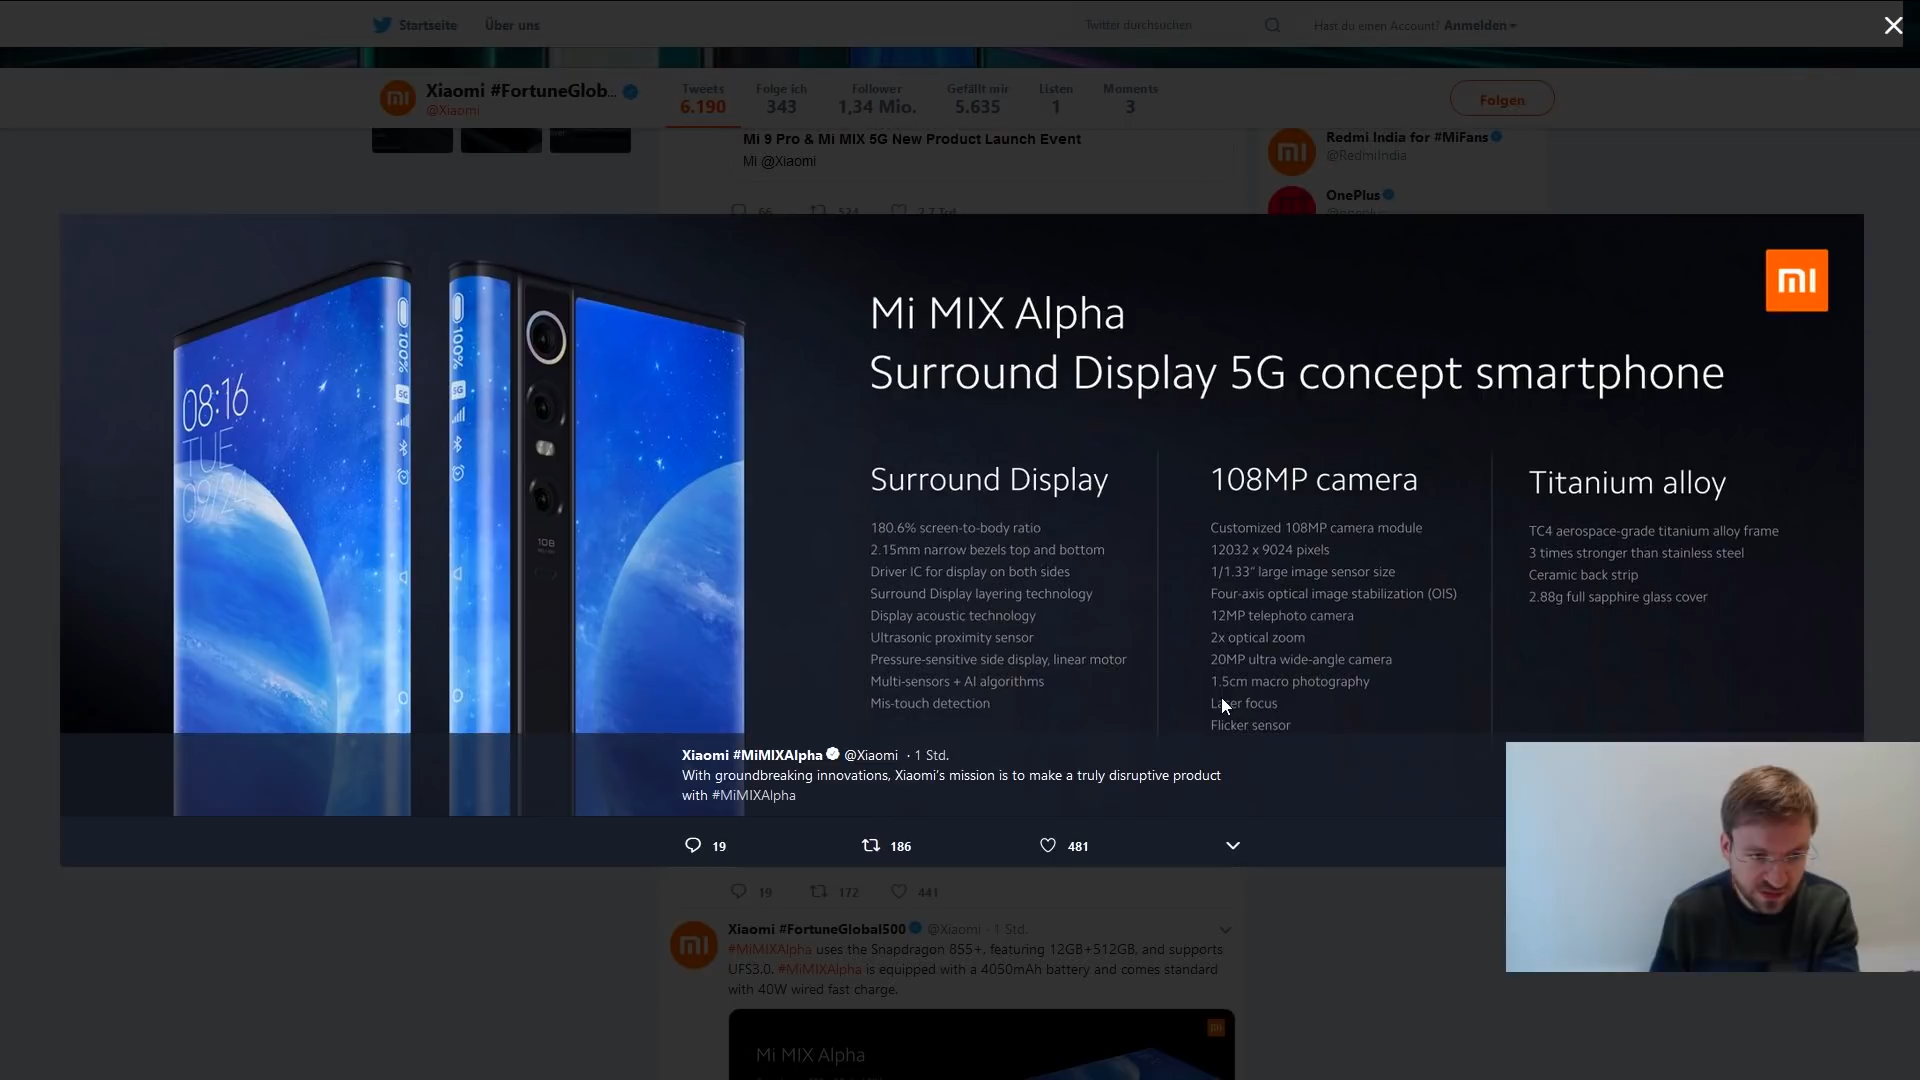 Startseite
Über uns
Twitter durchsuchen
Hast du einen Account? Anmelden
Xiaomi #FortuneGlob...
@Xiaomi
Tweets
6.190
Folge ich
343
Follower
1,34 Mio.
Gefällt mir
5.635
Listen
1
Moments
3
Folgen
Mi 9 Pro & Mi MIX 5G New Product Launch Event
Mi @Xiaomi
66 524 2,7 Tsd.
Redmi India for #MiFans
@RedmiIndia
OnePlus
@oneplus
08:16
TUE
09/24
100%
5G
100%
5G
108
Mi MIX Alpha
Surround Display 5G concept smartphone
Surround Display
180.6% screen-to-body ratio
2.15mm narrow bezels top and bottom
Driver IC for display on both sides
Surround Display layering technology
Display acoustic technology
Ultrasonic proximity sensor
Pressure-sensitive side display, linear motor
Multi-sensors + AI algorithms
Mis-touch detection
108MP camera
Customized 108MP camera module
12032 x 9024 pixels
1/1.33" large image sensor size
Four-axis optical image stabilization (OIS)
12MP telephoto camera
2x optical zoom
20MP ultra wide-angle camera
1.5cm macro photography
Laser focus
Flicker sensor
Titanium alloy
TC4 aerospace-grade titanium alloy frame
3 times stronger than stainless steel
Ceramic back strip
2.88g full sapphire glass cover
Xiaomi #MiMIXAlpha @Xiaomi · 1 Std.
With groundbreaking innovations, Xiaomi's mission is to make a truly disruptive product
with #MiMIXAlpha
19 186 481
19 172 441
Xiaomi #FortuneGlobal500 @Xiaomi · 1 Std.
#MiMIXAlpha uses the Snapdragon 855+, featuring 12GB+512GB, and supports
UFS3.0. #MiMIXAlpha is equipped with a 4050mAh battery and comes standard
with 40W wired fast charge.
Mi MIX Alpha